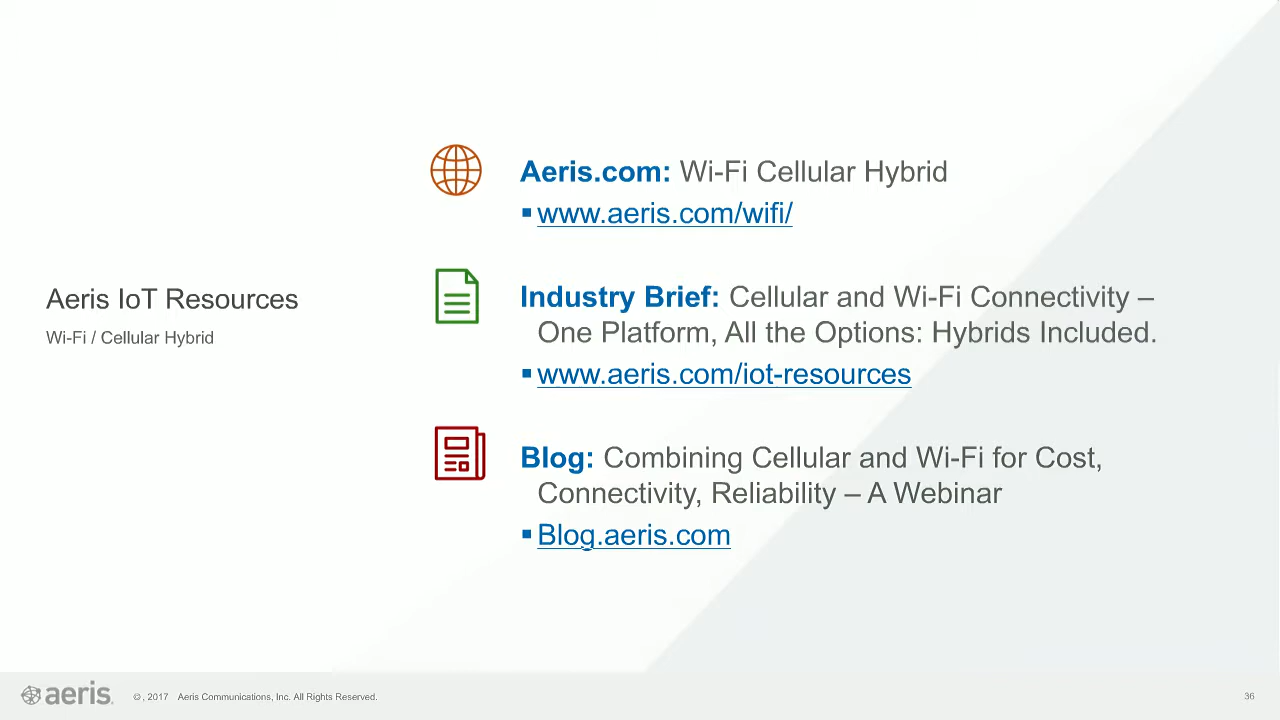 Aeris.com: Wi-Fi Cellular Hybrid
www.aeris.com/wifi/
Aeris IoT Resources
Wi-Fi / Cellular Hybrid
Industry Brief: Cellular and Wi-Fi Connectivity –
One Platform, All the Options: Hybrids Included.
www.aeris.com/iot-resources
Blog: Combining Cellular and Wi-Fi for Cost,
Connectivity, Reliability – A Webinar
Blog.aeris.com
aeris.
© , 2017 Aeris Communications, Inc. All Rights Reserved.
36